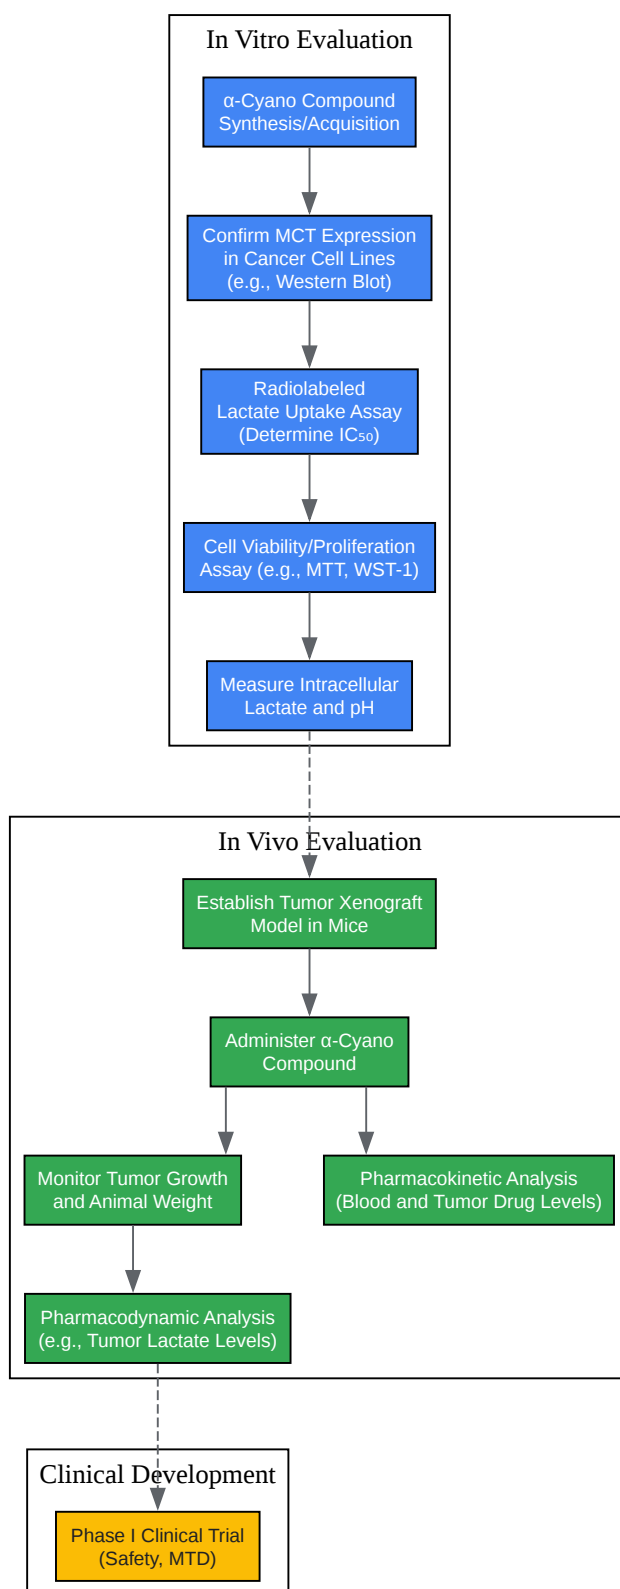 In Vitro Evaluation
α-Cyano Compound
Synthesis/Acquisition
Confirm MCT Expression
in Cancer Cell Lines
(e.g., Western Blot)
Radiolabeled
Lactate Uptake Assay
(Determine IC₅₀)
Cell Viability/Proliferation
Assay (e.g., MTT, WST-1)
Measure Intracellular
Lactate and pH
In Vivo Evaluation
Establish Tumor Xenograft
Model in Mice
Administer α-Cyano
Compound
Monitor Tumor Growth
and Animal Weight
Pharmacokinetic Analysis
(Blood and Tumor Drug Levels)
Pharmacodynamic Analysis
(e.g., Tumor Lactate Levels)
Clinical Development
Phase I Clinical Trial
(Safety, MTD)